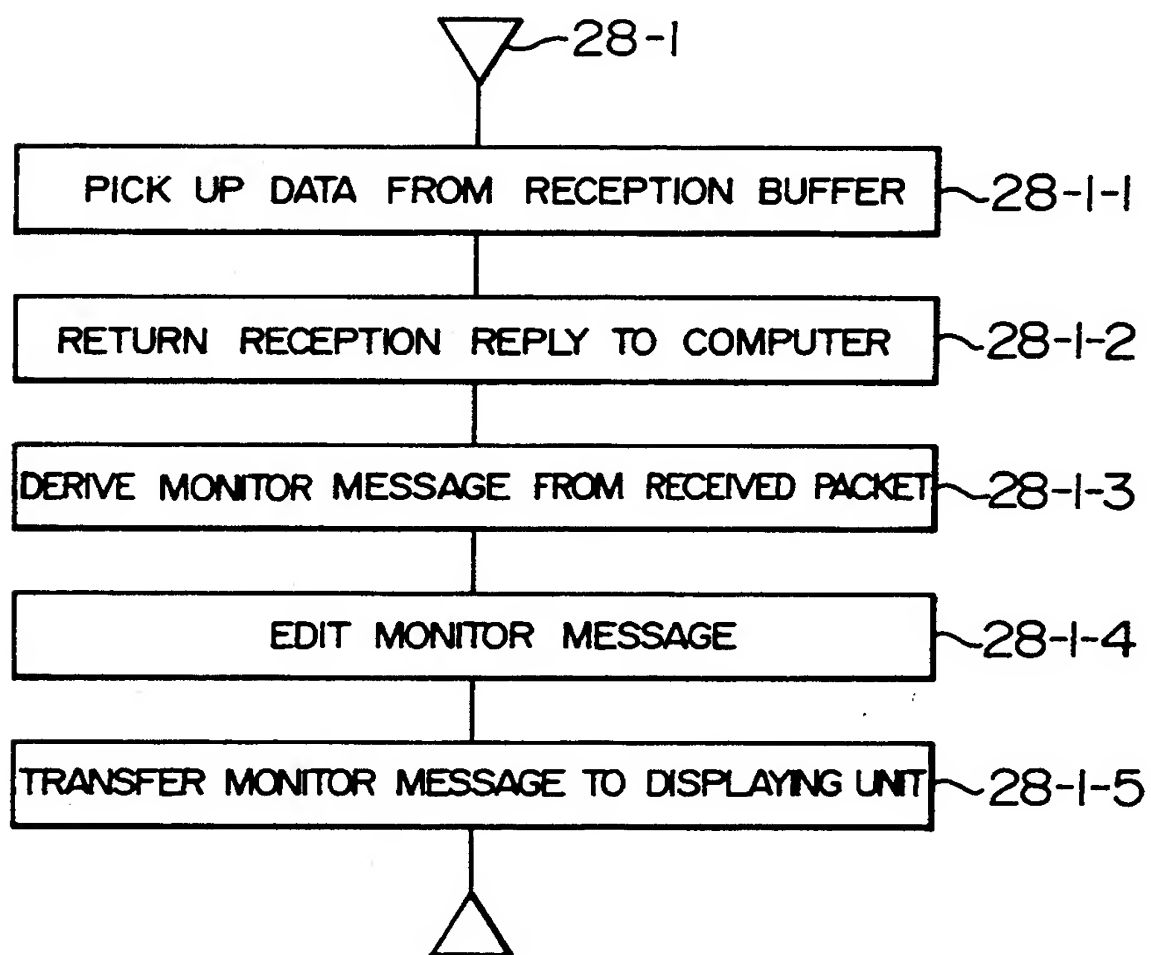 28-1
PICK UP DATA FROM RECEPTION BUFFER 28-1-1
RETURN RECEPTION REPLY TO COMPUTER 28-1-2
DERIVE MONITOR MESSAGE FROM RECEIVED PACKET 28-1-3
EDIT MONITOR MESSAGE 28-1-4
TRANSFER MONITOR MESSAGE TO DISPLAYING UNIT 28-1-5